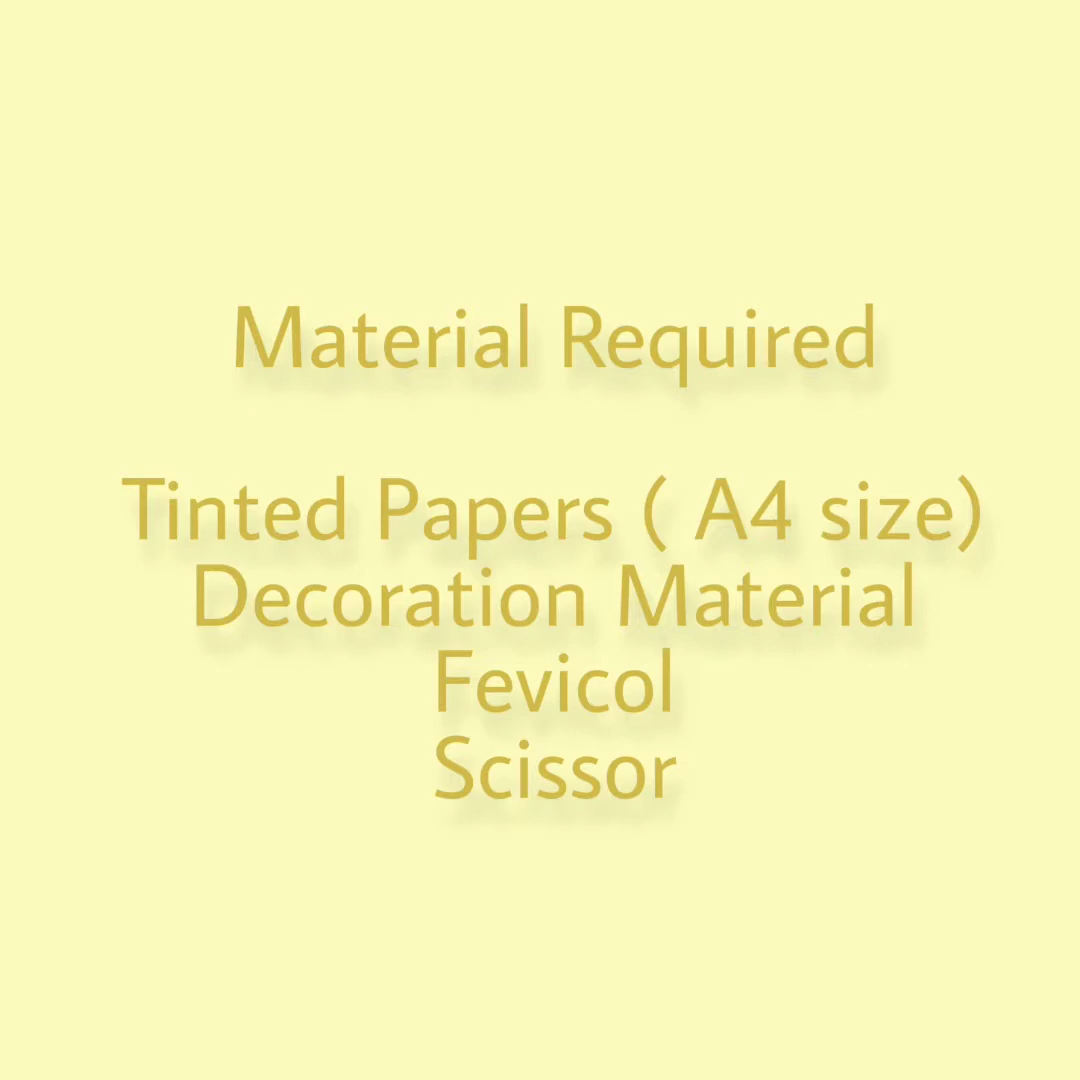 Material Required
Tinted Papers ( A4 size)
Decoration Material
Fevicol
Scissor